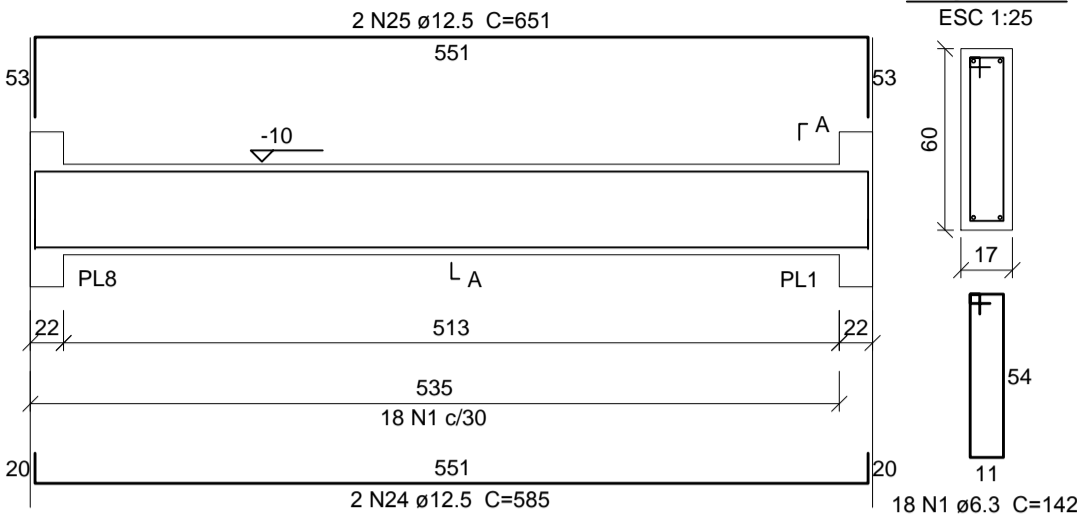 2 N25 ø12.5 C=651
551
53
53
ESC 1:25
-10
A
60
17
PL8
A
PL1
22
513
22
535
18 N1 c/30
20
551
20
2 N24 ø12.5 C=585
54
11
18 N1 ø6.3 C=142